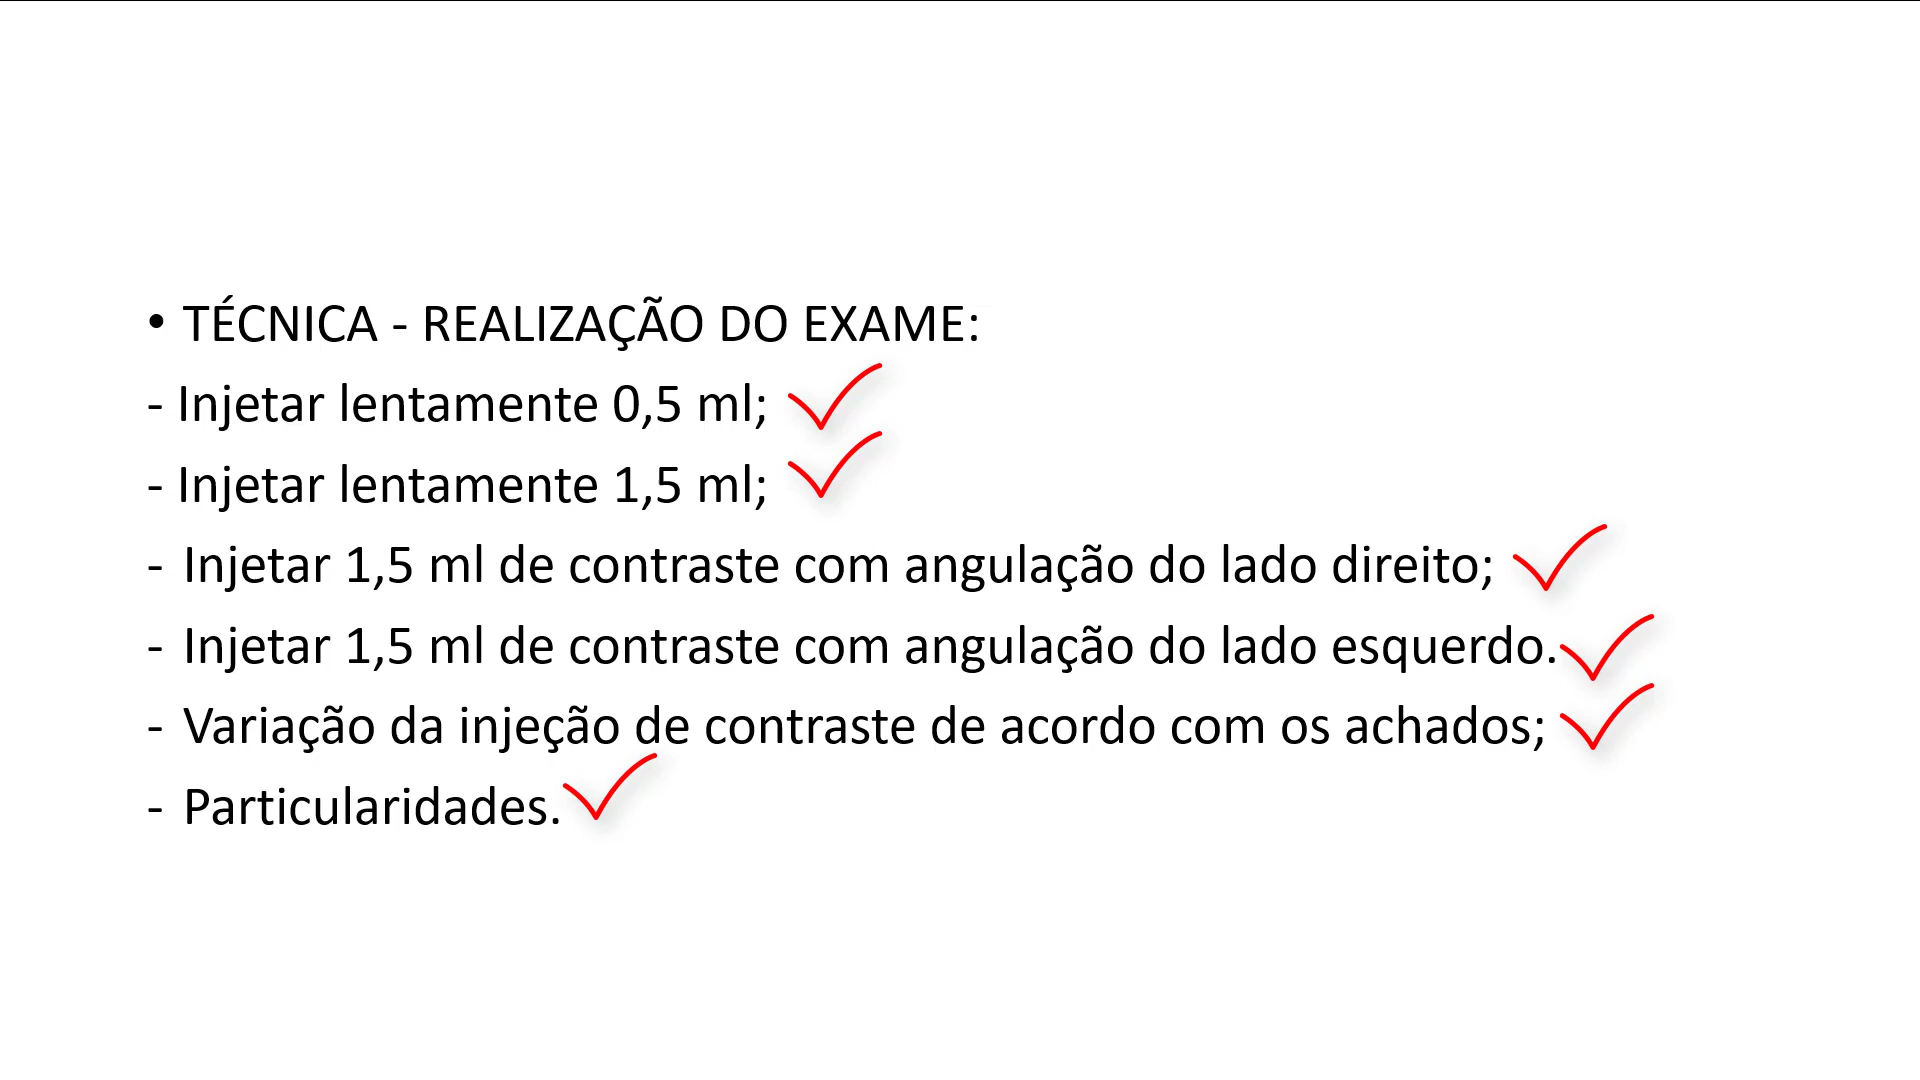 • TÉCNICA - REALIZAÇÃO DO EXAME:
- Injetar lentamente 0,5 ml;
- Injetar lentamente 1,5 ml;
- Injetar 1,5 ml de contraste com angulação do lado direito;
- Injetar 1,5 ml de contraste com angulação do lado esquerdo.
- Variação da injeção de contraste de acordo com os achados;
- Particularidades.